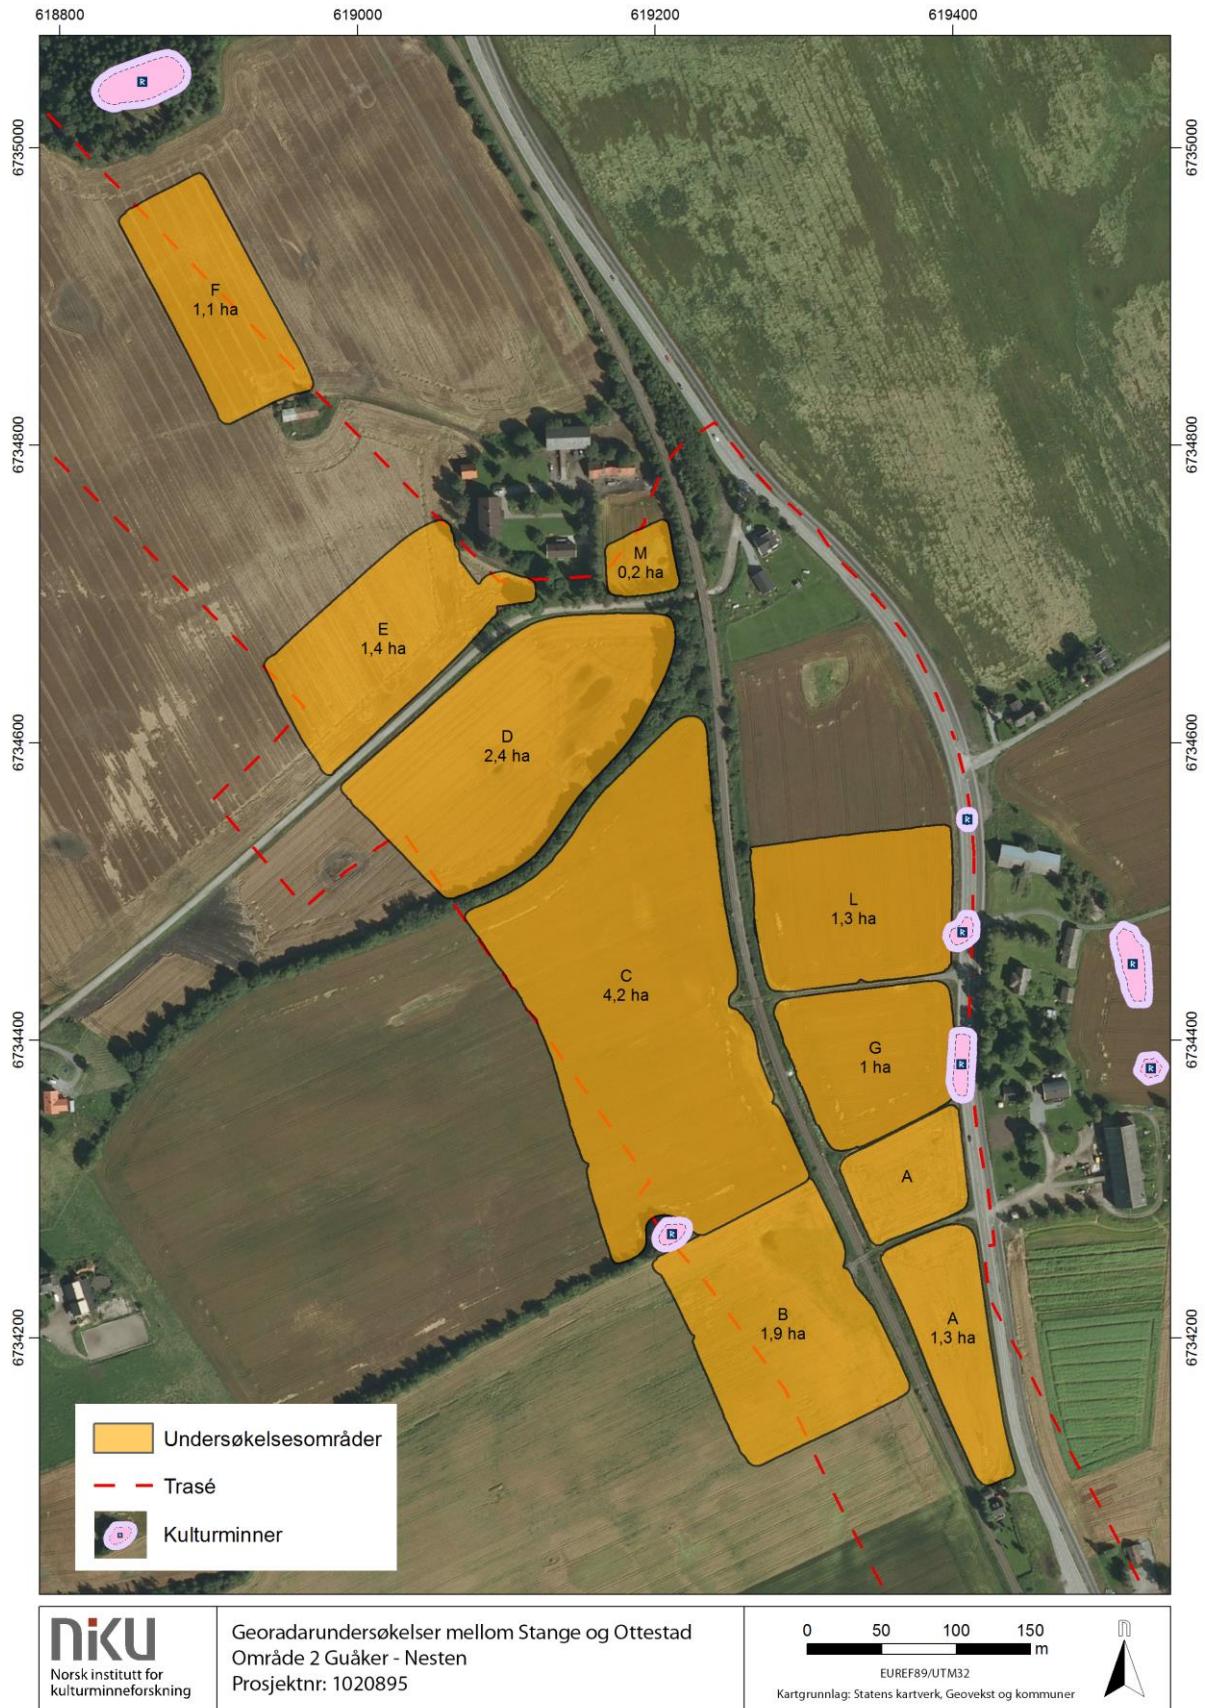 618800 619000 619200 619400
6735000 6735000
F
1,1 ha
6734800 6734800
M
0,2 ha
E
1,4 ha
D
2,4 ha
6734600 6734600
L
1,3 ha
C
4,2 ha
6734400 6734400
G
1 ha
A
B
1,9 ha
A
1,3 ha
6734200 6734200
R
R
R
R
R
R
R
Undersøkelsesområder
Trasé
Kulturminner
niKU
Norsk institutt for
kulturminneforskning
Georadarundersøkelser mellom Stange og Ottestad
Område 2 Guåker - Nesten
Prosjektnr: 1020895
0 50 100 150
m
EUREF89/UTM32
Kartgrunnlag: Statens kartverk, Geovekst og kommuner
n